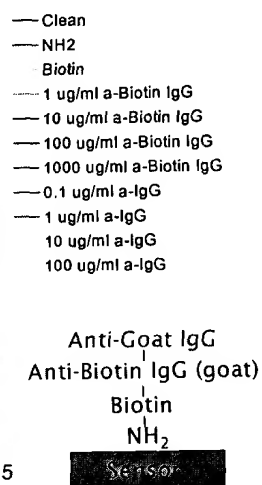 Clean
NH2
Biotin
1 ug/ml a-Biotin IgG
10 ug/ml a-Biotin IgG
100 ug/ml a-Biotin IgG
1000 ug/ml a-Biotin IgG
0.1 ug/ml a-IgG
1 ug/ml a-IgG
10 ug/ml a-IgG
100 ug/ml a-IgG
Anti-Goat IgG
Anti-Biotin IgG (goat)
Biotin
NH2
5 Sensor